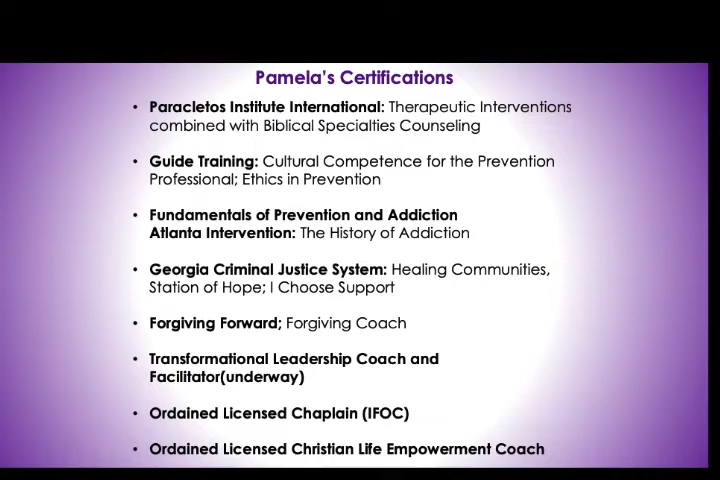 Pamela's Certifications
• Paracletos Institute International: Therapeutic Interventions
combined with Biblical Specialties Counseling
• Guide Training: Cultural Competence for the Prevention
Professional; Ethics in Prevention
• Fundamentals of Prevention and Addiction
Atlanta Intervention: The History of Addiction
• Georgia Criminal Justice System: Healing Communities,
Station of Hope; I Choose Support
• Forgiving Forward; Forgiving Coach
• Transformational Leadership Coach and
Facilitator(underway)
• Ordained Licensed Chaplain (IFOC)
• Ordained Licensed Christian Life Empowerment Coach